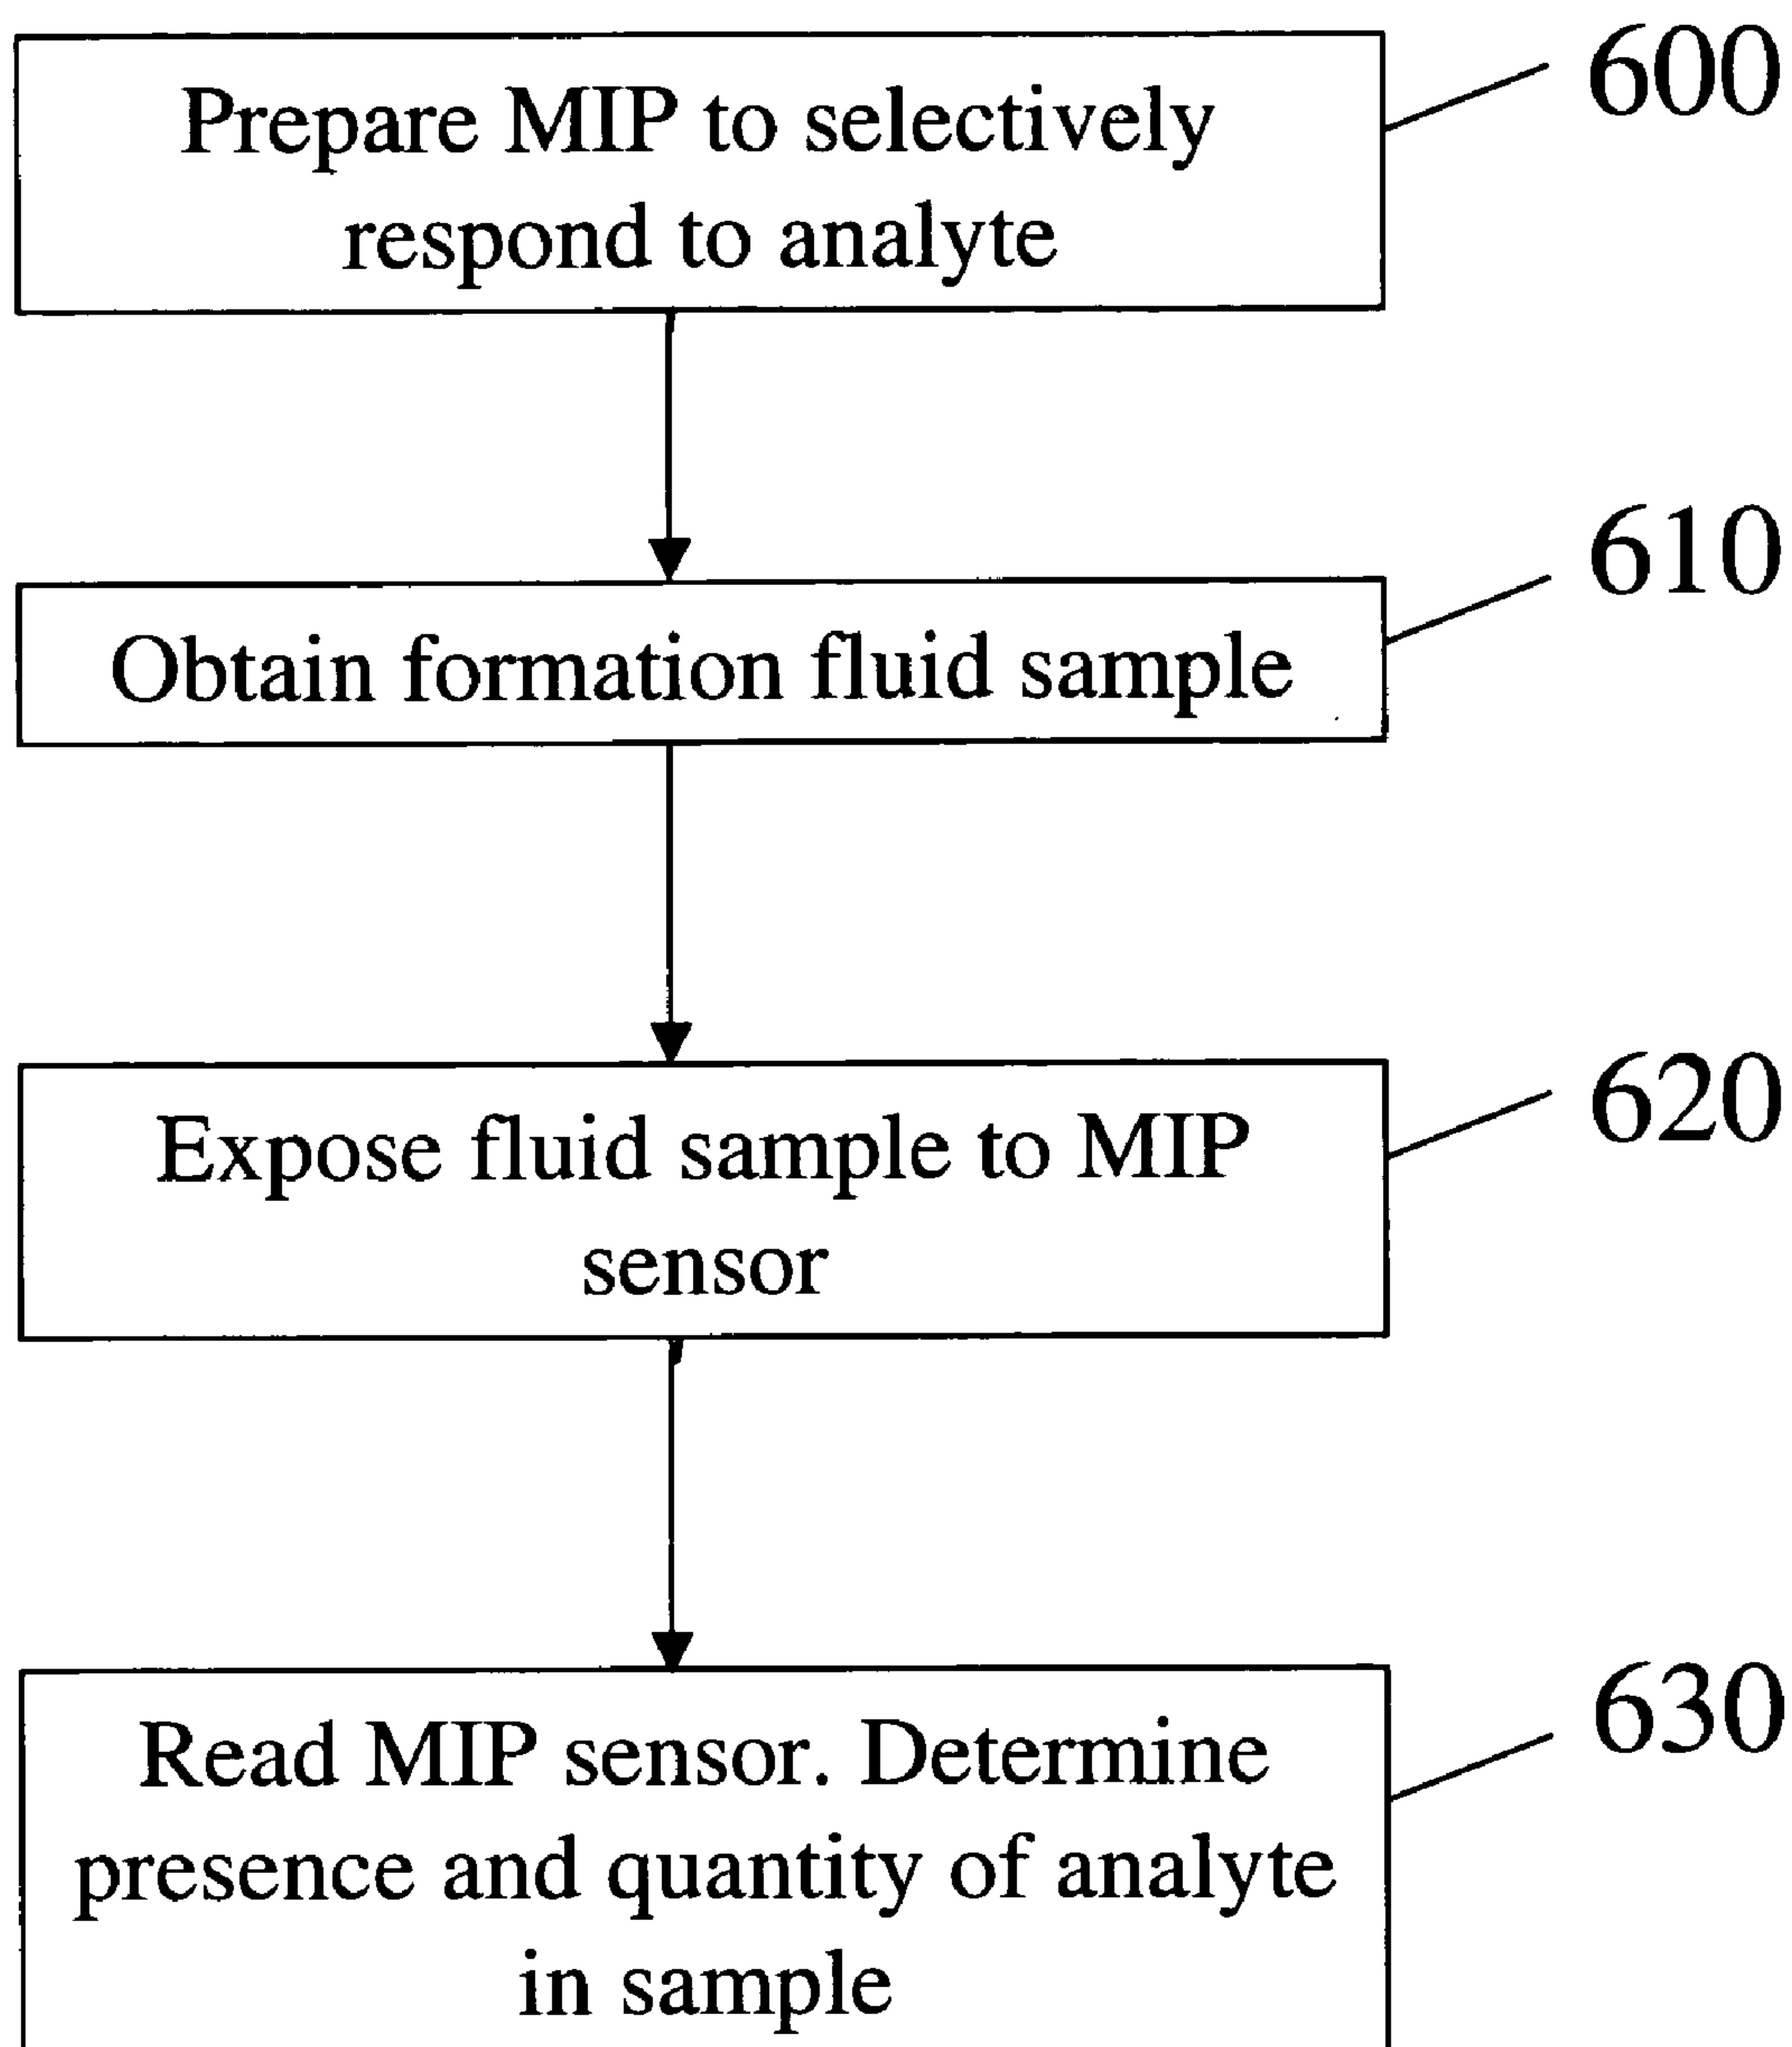 Prepare MIP to selectively
respond to analyte
600
Obtain formation fluid sample
610
Expose fluid sample to MIP
sensor
620
Read MIP sensor. Determine
presence and quantity of analyte
in sample
630